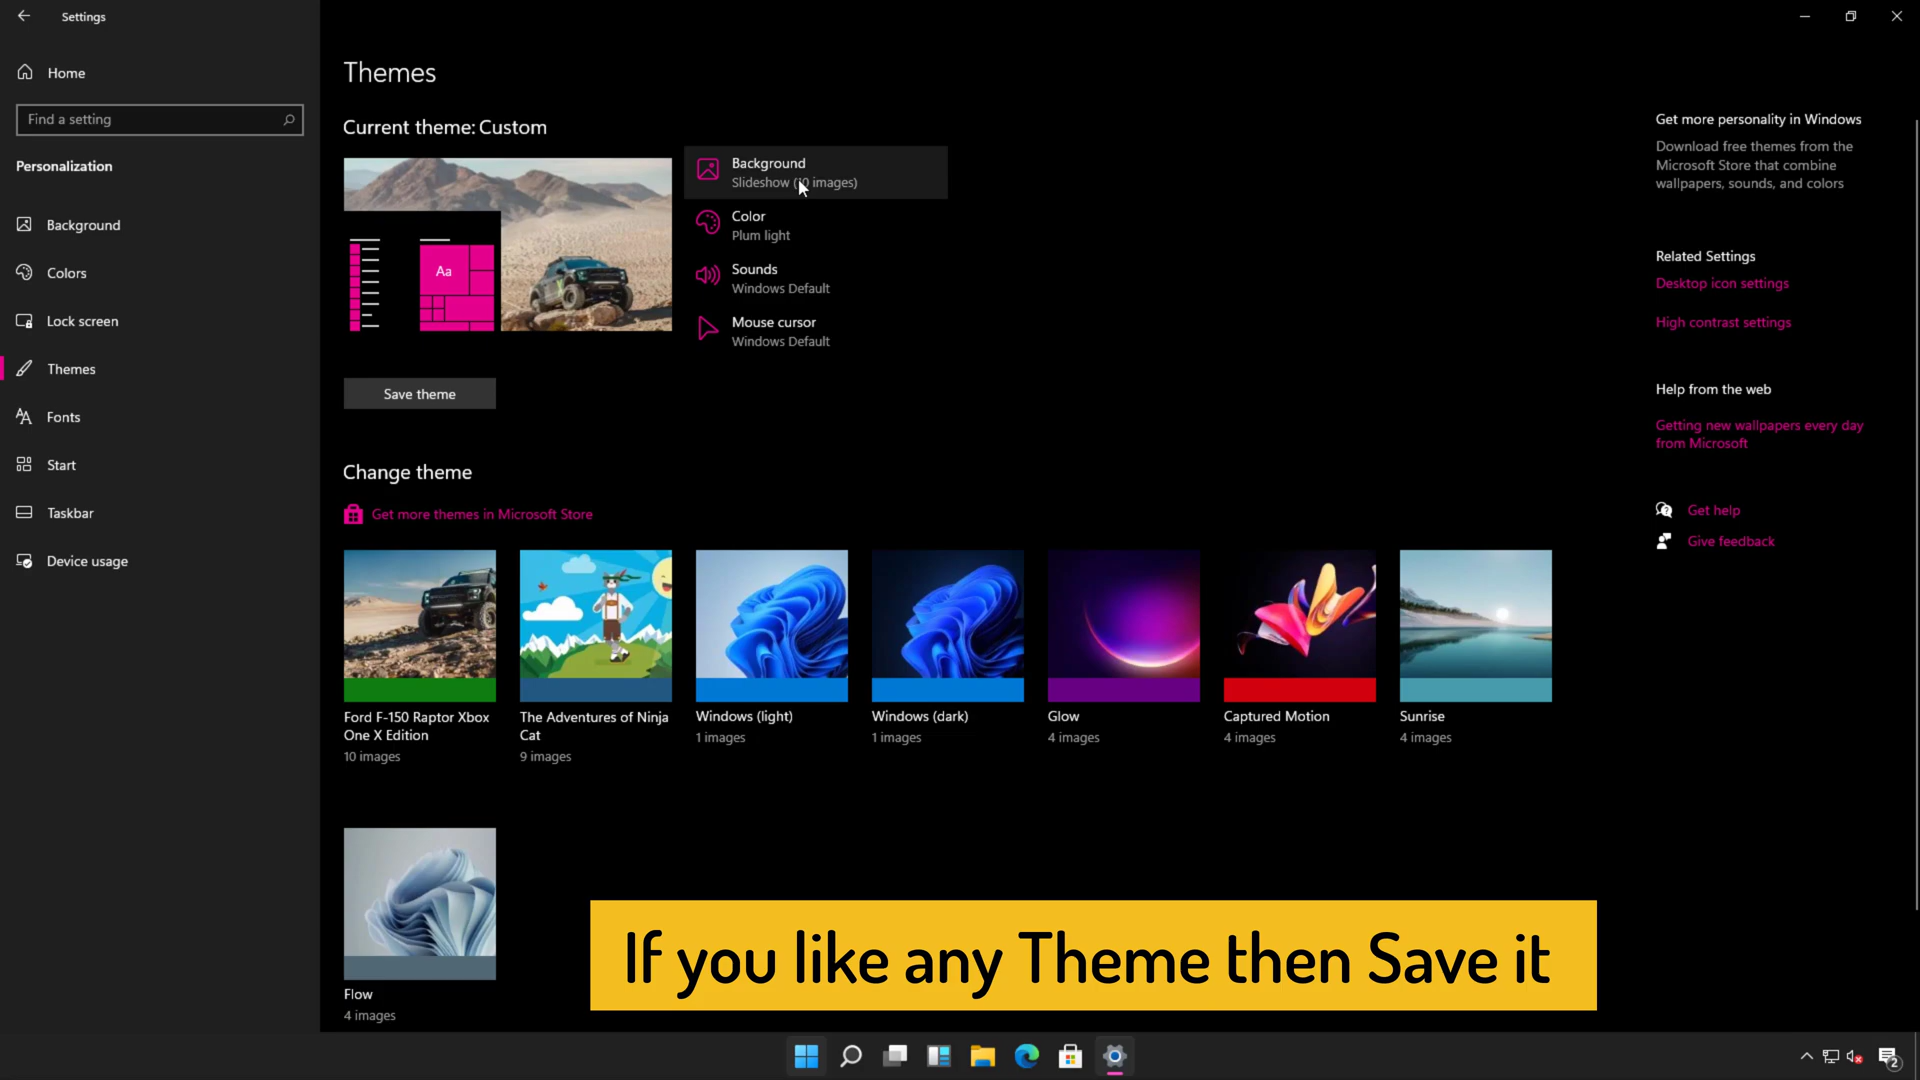 Settings
Home
Find a setting
Personalization
Background
Colors
Lock screen
Themes
Fonts
Start
Taskbar
Device usage
Themes
Current theme: Custom
Aa
Background
Slideshow (10 images)
Color
Plum light
Sounds
Windows Default
Mouse cursor
Windows Default
Save theme
Change theme
Get more themes in Microsoft Store
Ford F-150 Raptor Xbox
One X Edition
10 images
The Adventures of Ninja
Cat
9 images
Windows (light)
1 images
Windows (dark)
1 images
Glow
4 images
Captured Motion
4 images
Sunrise
4 images
Flow
4 images
Get more personality in Windows
Download free themes from the
Microsoft Store that combine
wallpapers, sounds, and colors
Related Settings
Desktop icon settings
High contrast settings
Help from the web
Getting new wallpapers every day
from Microsoft
Get help
Give feedback
If you like any Theme then Save it
2